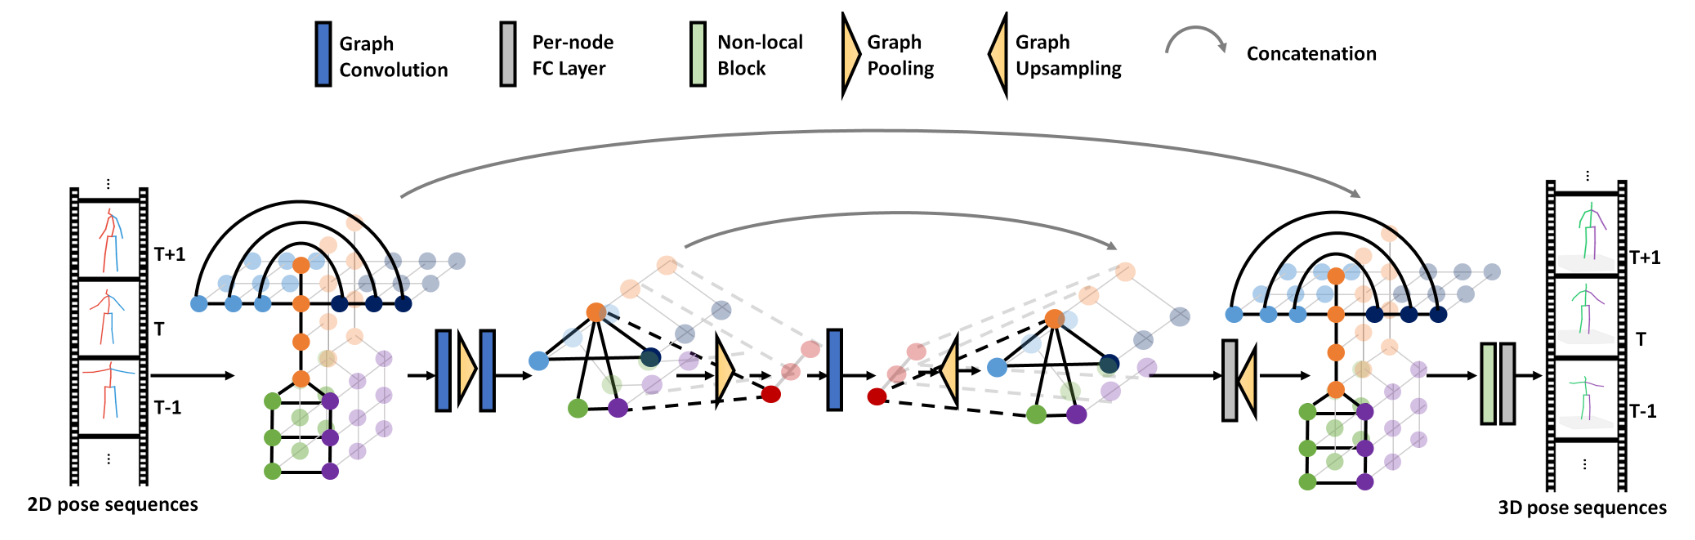 Graph
Convolution
Per-node
FC Layer
Non-local
Block
Graph
Pooling
Graph
Upsampling
Concatenation
...
T+1
T
T-1
...
2D pose sequences
...
T+1
T
T-1
...
3D pose sequences